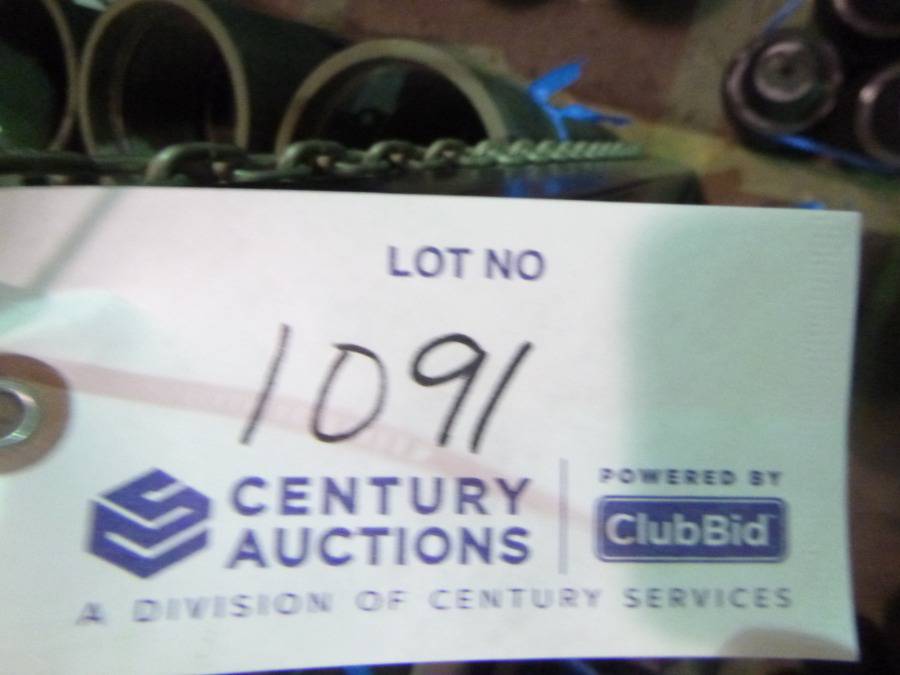 LOT NO
1091
CENTURY AUCTIONS
POWERED BY
ClubBid
A DIVISION OF CENTURY SERVICES